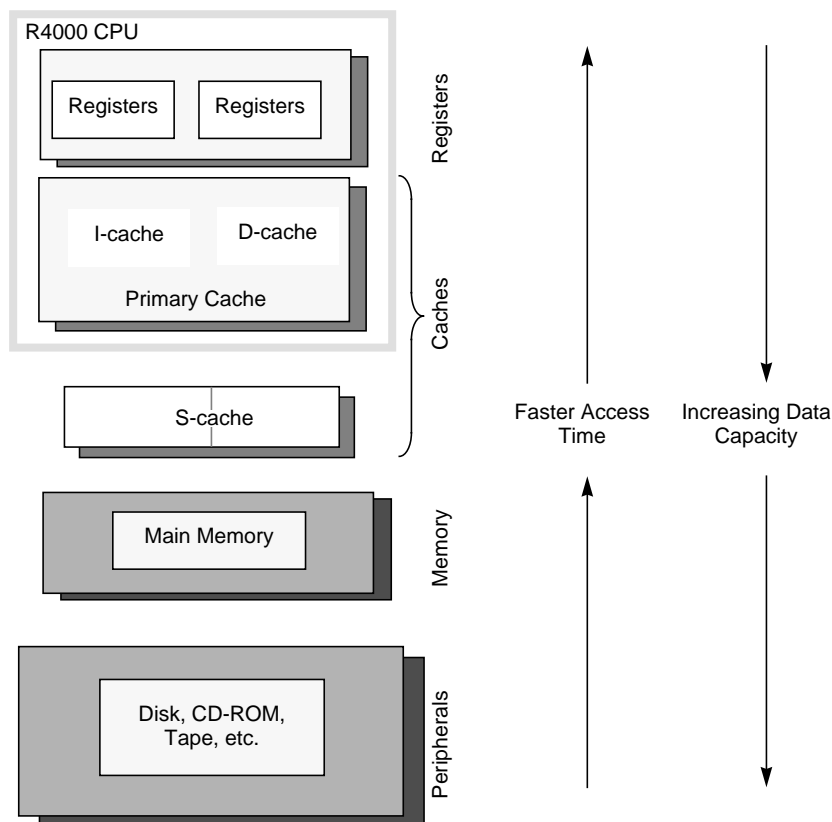 R4000 CPU
Registers
Registers
Registers
I-cache
D-cache
Primary Cache
Caches
S-cache
Faster Access
Time
Increasing Data
Capacity
Main Memory
Memory
Disk, CD-ROM,
Tape, etc.
Peripherals